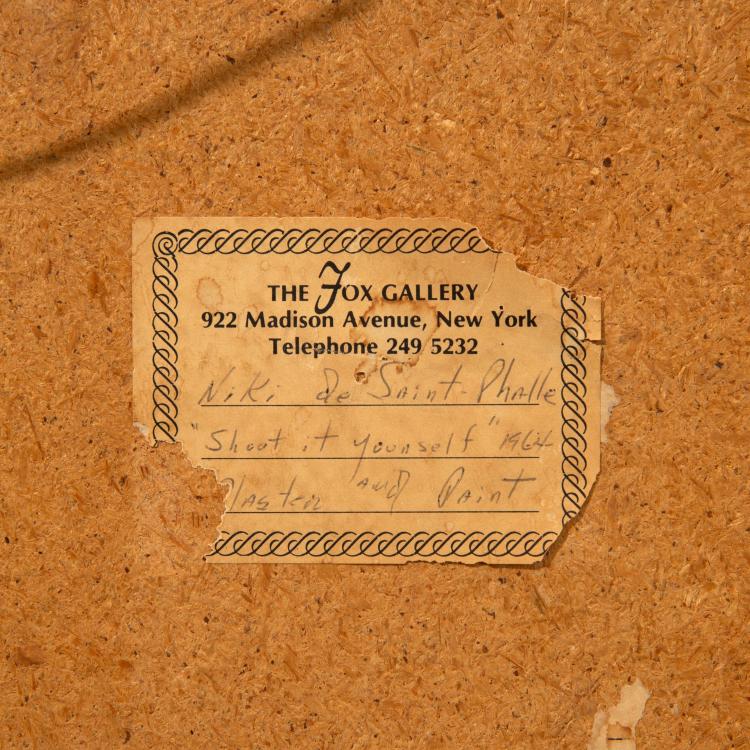 THE FOX GALLERY
922 Madison Avenue, New York
Telephone 249 5232
Niki de Saint-Phalle
"Shoot it yourself" 1964
Plaster and Paint